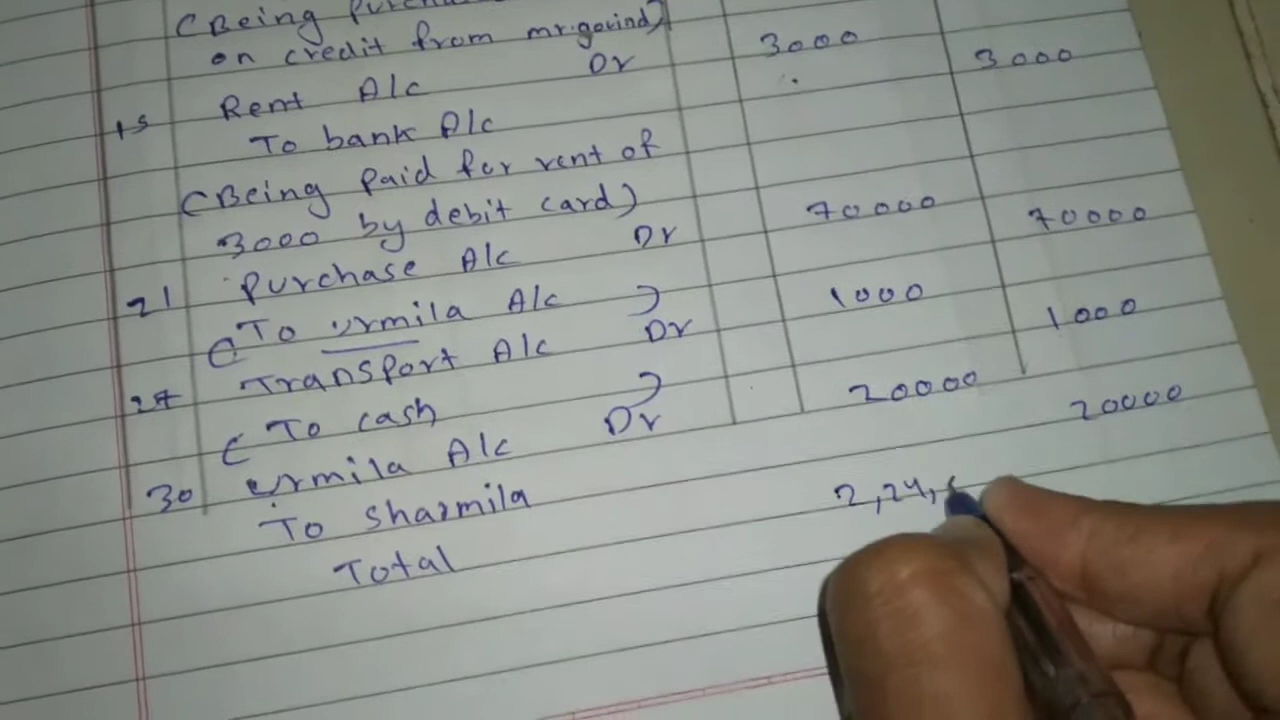 (Being purcha
on credit from mr.govind)
15 Rent A/c Dr 3000
To bank A/c 3000
(Being paid for rent of
3000 by debit card)
21 purchase A/c Dr 70000
(To urmila A/c ) 70000
27 Transport A/c Dr 1000
(To cash ) 1000
30 urmila A/c Dr 20000
To sharmila 20000
Total 2,24,